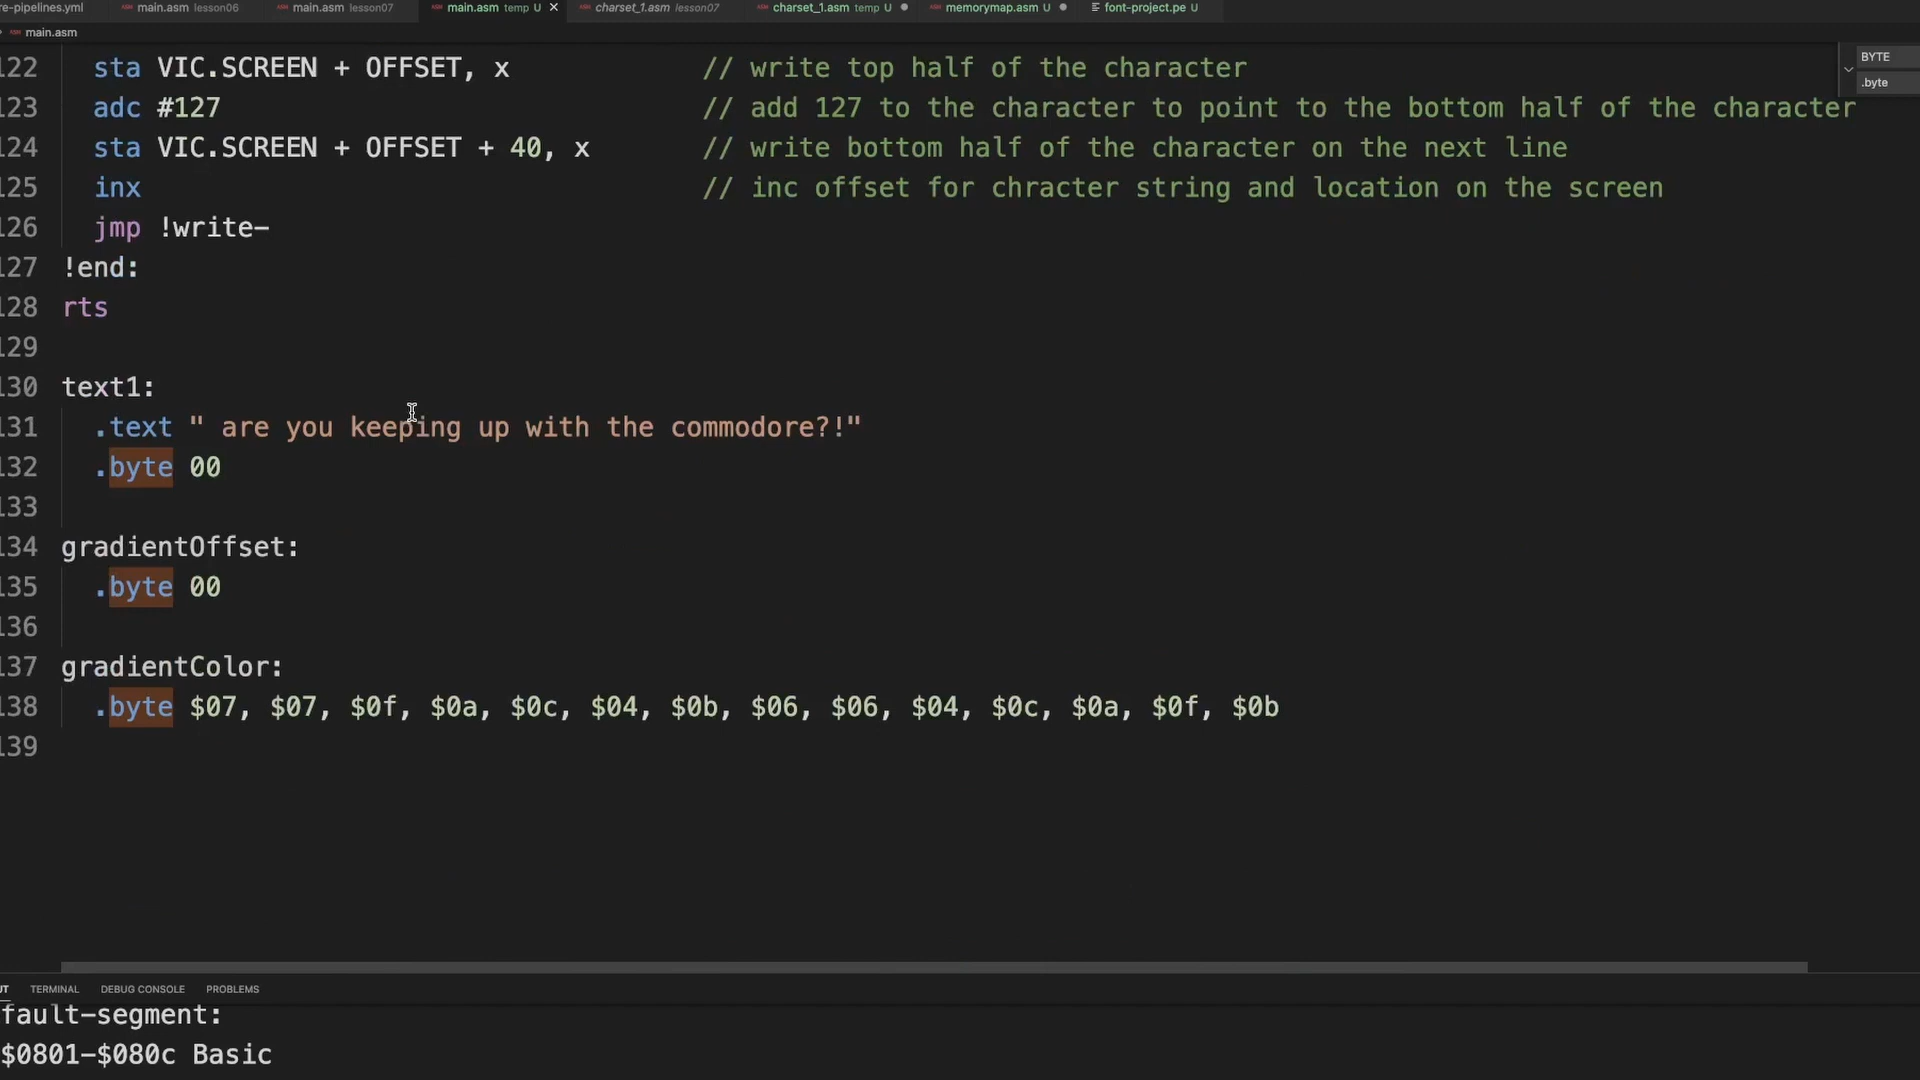 re-pipelines.yml main.asm lesson06 main.asm lesson07 main.asm temp U charset_1.asm lesson07 charset_1.asm temp U memorymap.asm U font-project.pe U
main.asm
BYTE
.byte
122 sta VIC.SCREEN + OFFSET, x // write top half of the character
123 adc #127 // add 127 to the character to point to the bottom half of the character
124 sta VIC.SCREEN + OFFSET + 40, x // write bottom half of the character on the next line
125 inx // inc offset for chracter string and location on the screen
126 jmp !write-
127 !end:
128 rts
129
130 text1:
131 .text " are you keeping up with the commodore?!"
132 .byte 00
133
134 gradientOffset:
135 .byte 00
136
137 gradientColor:
138 .byte $07, $07, $0f, $0a, $0c, $04, $0b, $06, $06, $04, $0c, $0a, $0f, $0b
139
UT TERMINAL DEBUG CONSOLE PROBLEMS
fault-segment:
$0801-$080c Basic